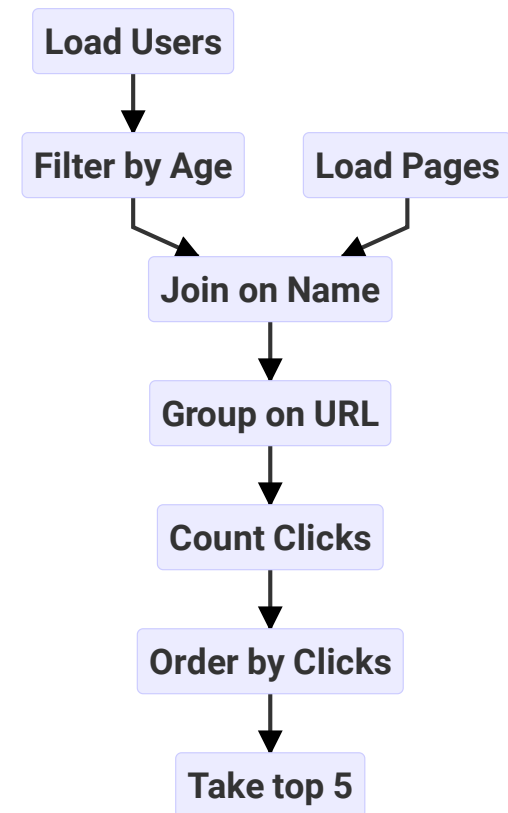 Load Users
Filter by Age
Load Pages
Join on Name
Group on URL
Count Clicks
Order by Clicks
Take top 5